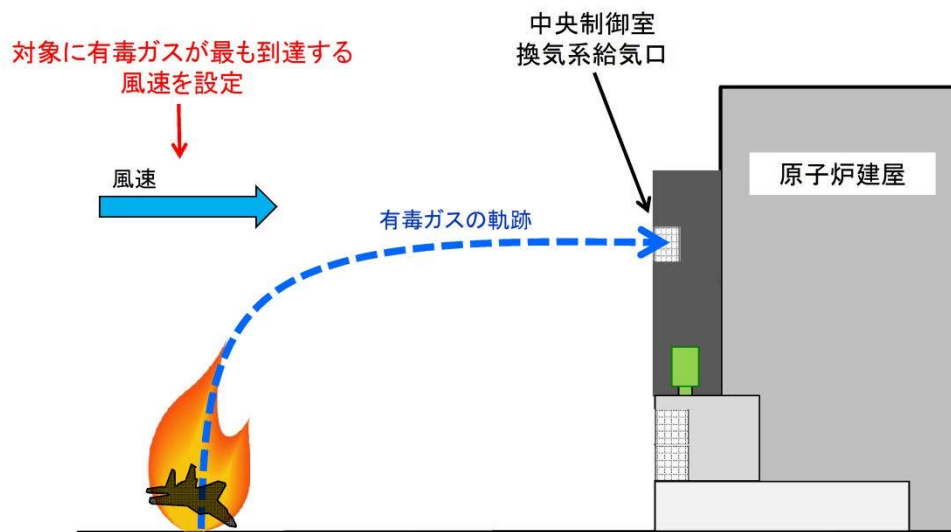 対象に有毒ガスが最も到達する
風速を設定
中央制御室
換気系給気口
原子炉建屋
風速
有毒ガスの軌跡